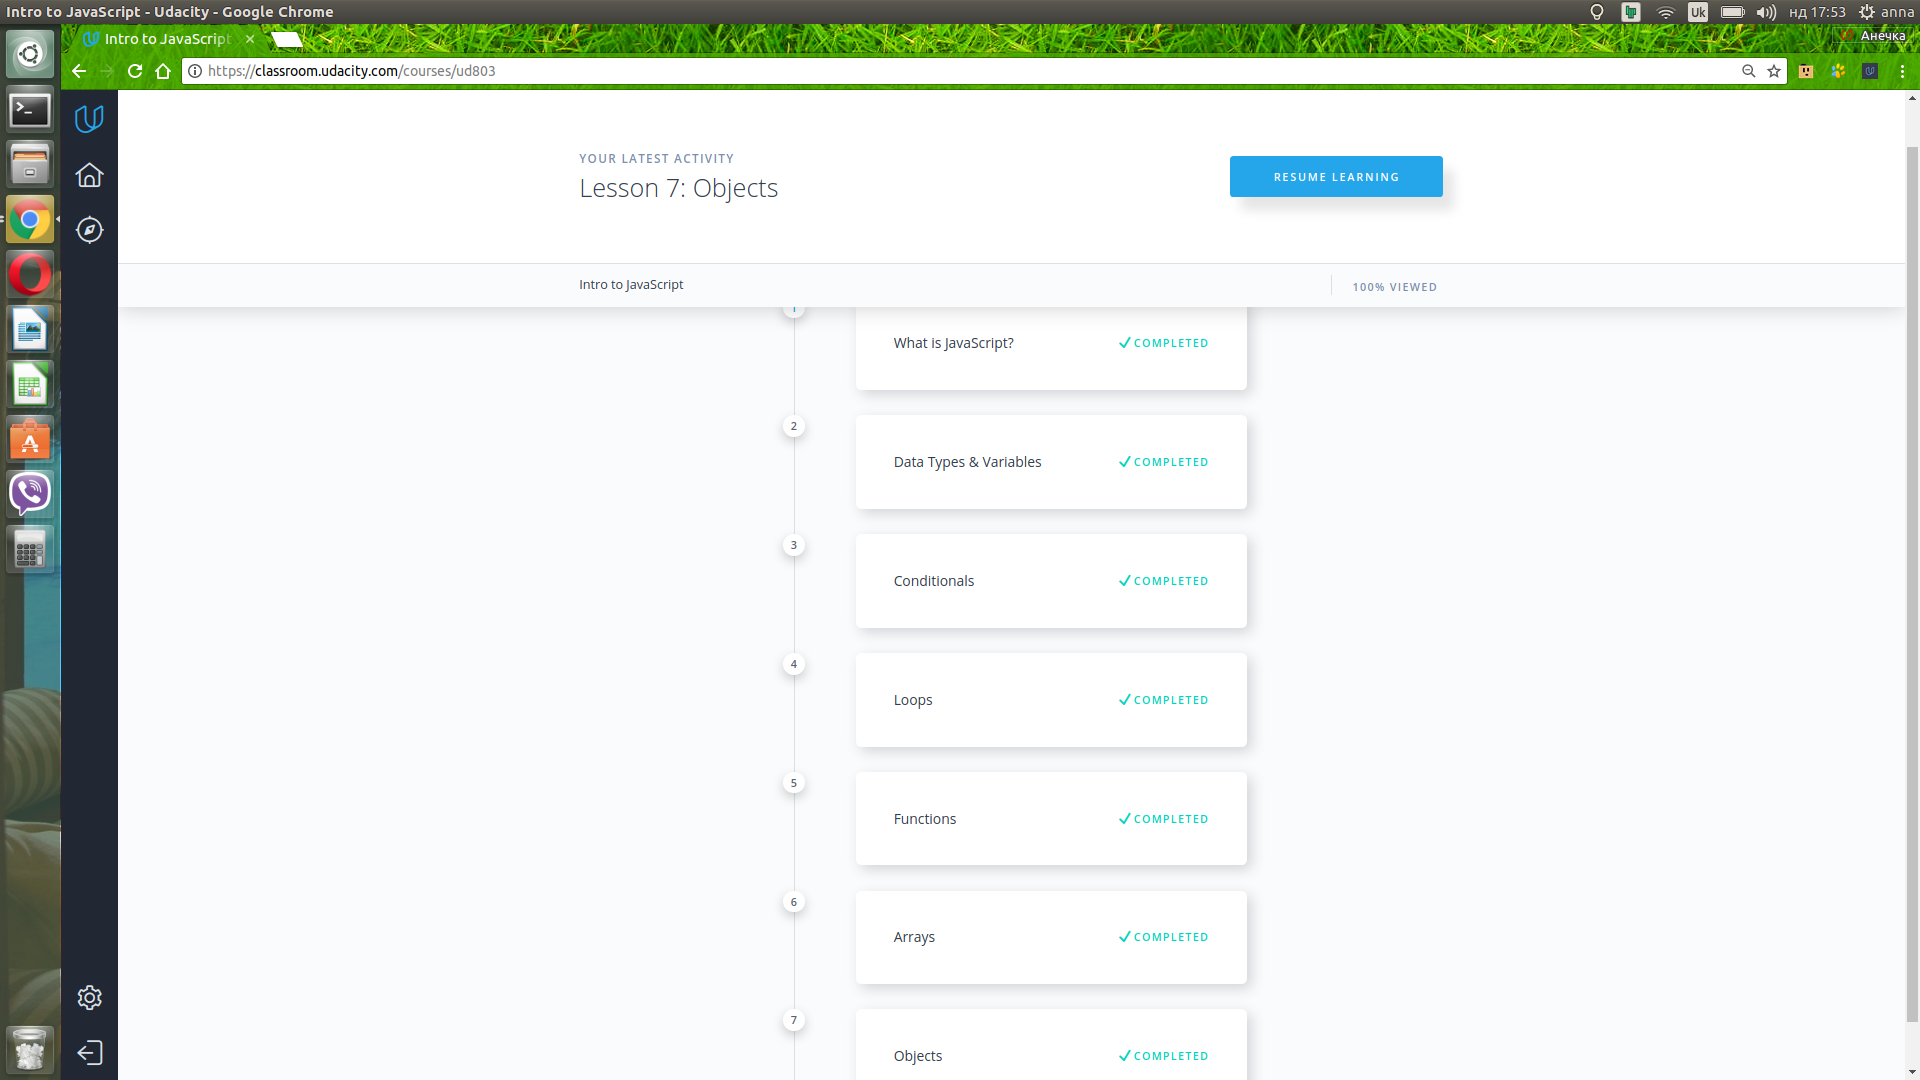 Intro to JavaScript - Udacity - Google Chrome
Uk
нд 17:53
anna
Intro to JavaScript
Анечка
https://classroom.udacity.com/courses/ud803
YOUR LATEST ACTIVITY
Lesson 7: Objects
RESUME LEARNING
Intro to JavaScript
100% VIEWED
1
What is JavaScript?
COMPLETED
2
Data Types & Variables
COMPLETED
3
Conditionals
COMPLETED
4
Loops
COMPLETED
5
Functions
COMPLETED
6
Arrays
COMPLETED
7
Objects
COMPLETED